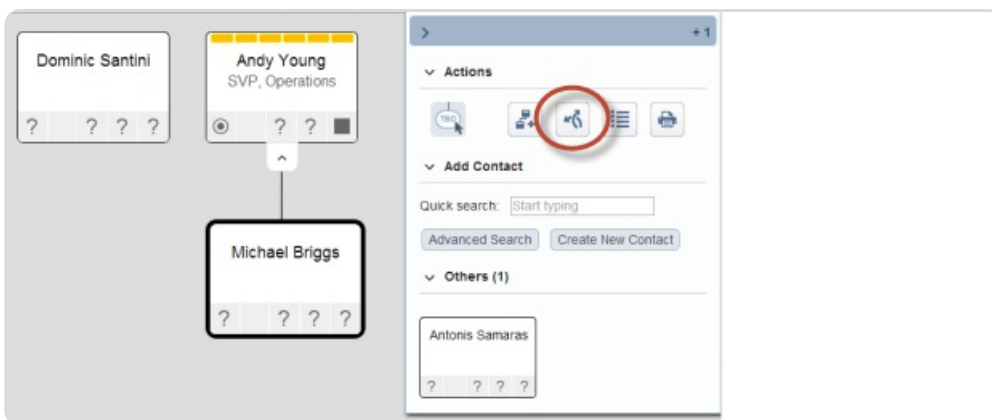 Dominic Santini
? ? ? ?
Andy Young
SVP, Operations
? ?
Michael Briggs
? ? ? ?
+ 1
Actions
TBD
Add Contact
Quick search: Start typing
Advanced Search Create New Contact
Others (1)
Antonis Samaras
? ? ? ?